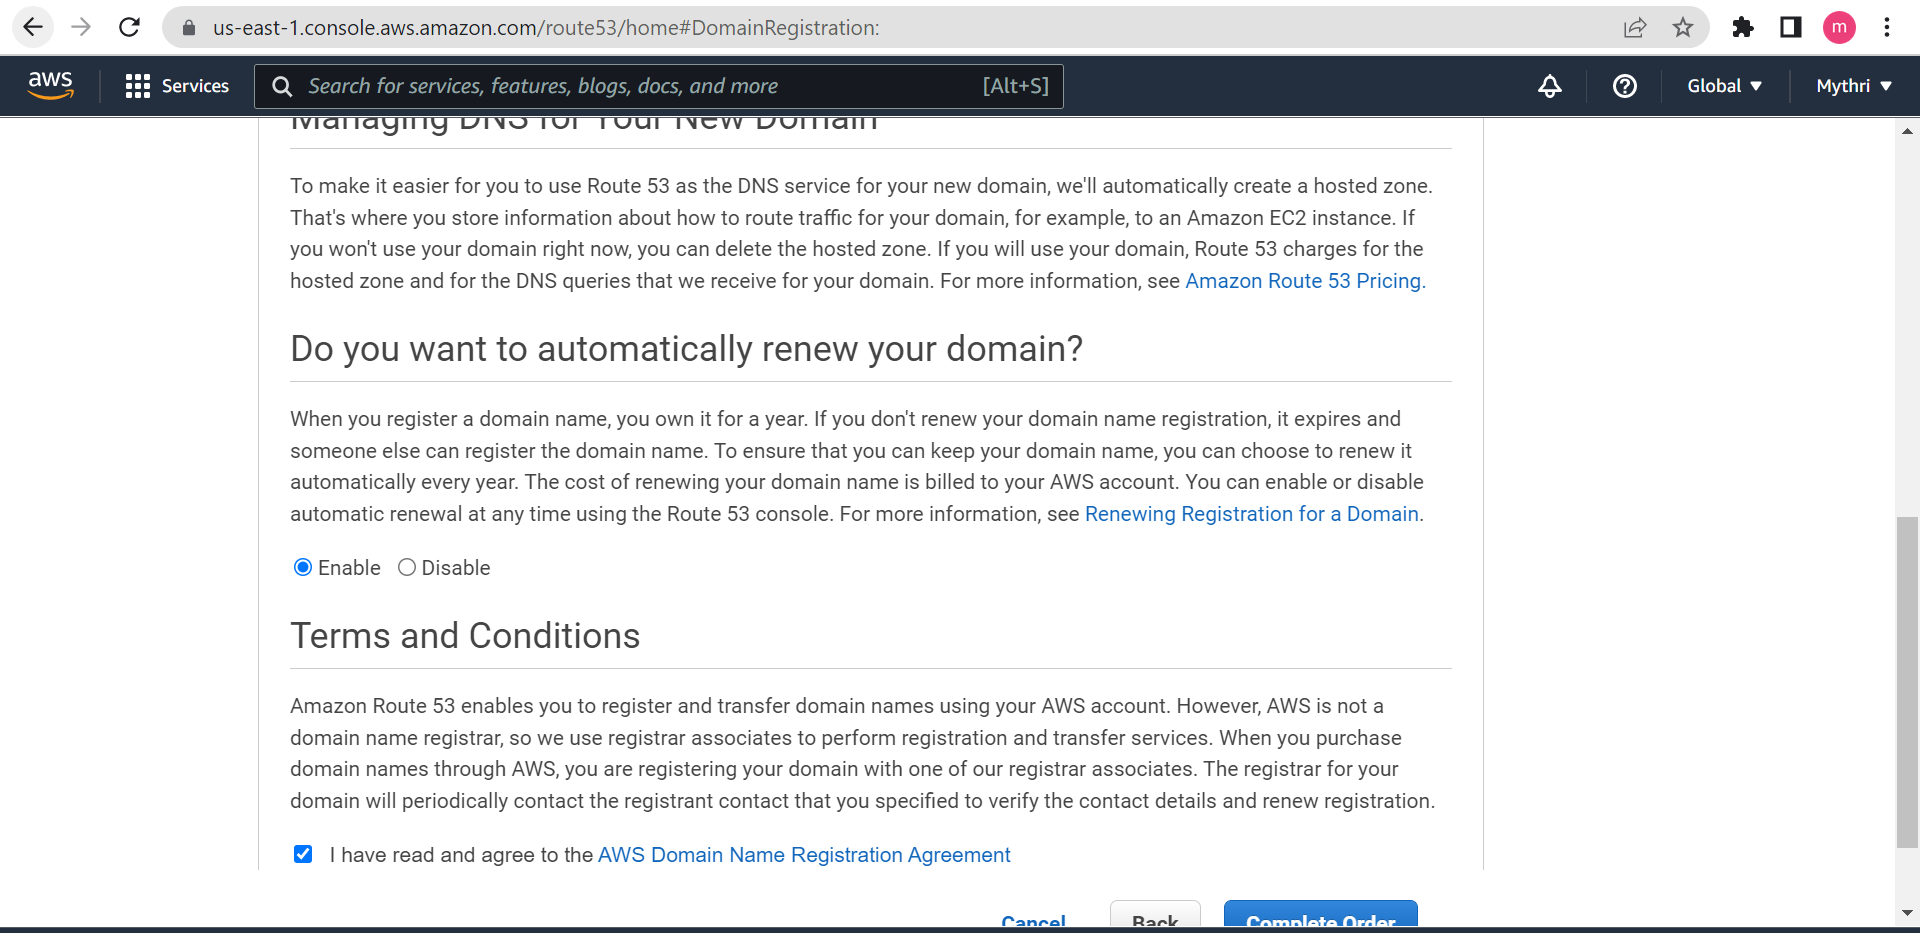 us-east-1.console.aws.amazon.com/route53/home#DomainRegistration:
m
aws
Services
Search for services, features, blogs, docs, and more
[Alt+S]
Global
Mythri
Managing DNS for Your New Domain
To make it easier for you to use Route 53 as the DNS service for your new domain, we'll automatically create a hosted zone.
That's where you store information about how to route traffic for your domain, for example, to an Amazon EC2 instance. If
you won't use your domain right now, you can delete the hosted zone. If you will use your domain, Route 53 charges for the
hosted zone and for the DNS queries that we receive for your domain. For more information, see Amazon Route 53 Pricing.
Do you want to automatically renew your domain?
When you register a domain name, you own it for a year. If you don't renew your domain name registration, it expires and
someone else can register the domain name. To ensure that you can keep your domain name, you can choose to renew it
automatically every year. The cost of renewing your domain name is billed to your AWS account. You can enable or disable
automatic renewal at any time using the Route 53 console. For more information, see Renewing Registration for a Domain.
Enable Disable
Terms and Conditions
Amazon Route 53 enables you to register and transfer domain names using your AWS account. However, AWS is not a
domain name registrar, so we use registrar associates to perform registration and transfer services. When you purchase
domain names through AWS, you are registering your domain with one of our registrar associates. The registrar for your
domain will periodically contact the registrant contact that you specified to verify the contact details and renew registration.
I have read and agree to the AWS Domain Name Registration Agreement
Cancel Back Complete Order